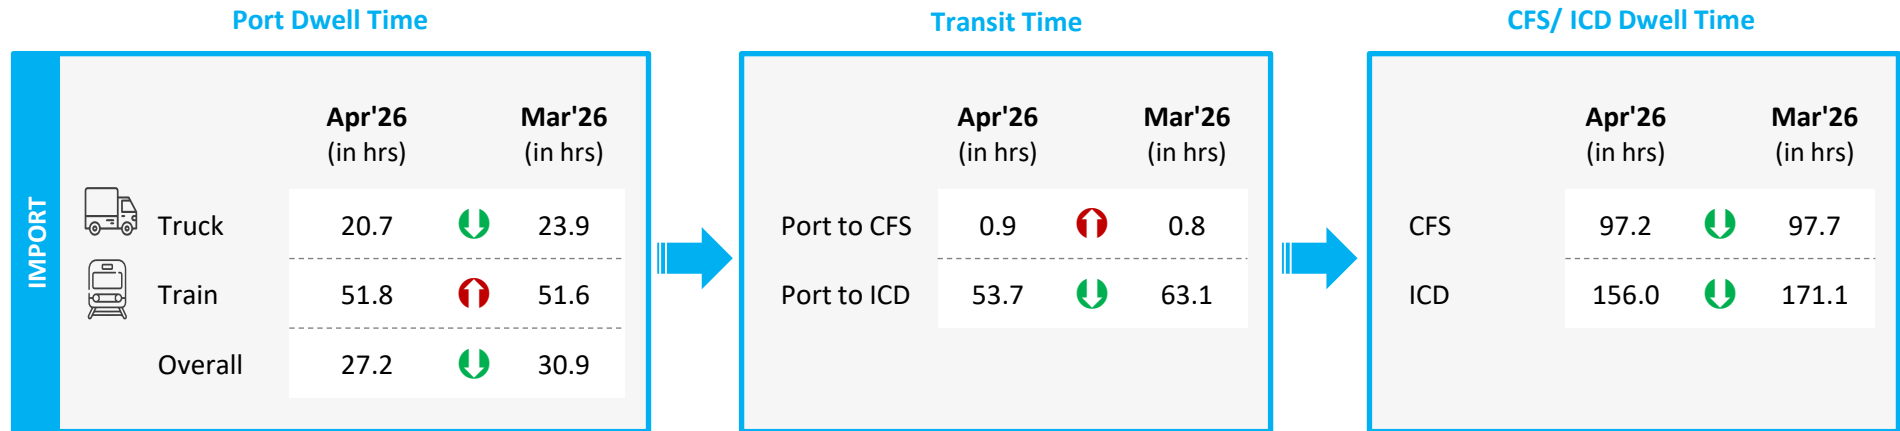 Port Dwell Time
Transit Time
CFS/ ICD Dwell Time
IMPORT
Apr'26 Mar'26
(in hrs) (in hrs)
Truck 20.7 23.9
Train 51.8 51.6
Overall 27.2 30.9
Apr'26 Mar'26
(in hrs) (in hrs)
Port to CFS 0.9 0.8
Port to ICD 53.7 63.1
Apr'26 Mar'26
(in hrs) (in hrs)
CFS 97.2 97.7
ICD 156.0 171.1